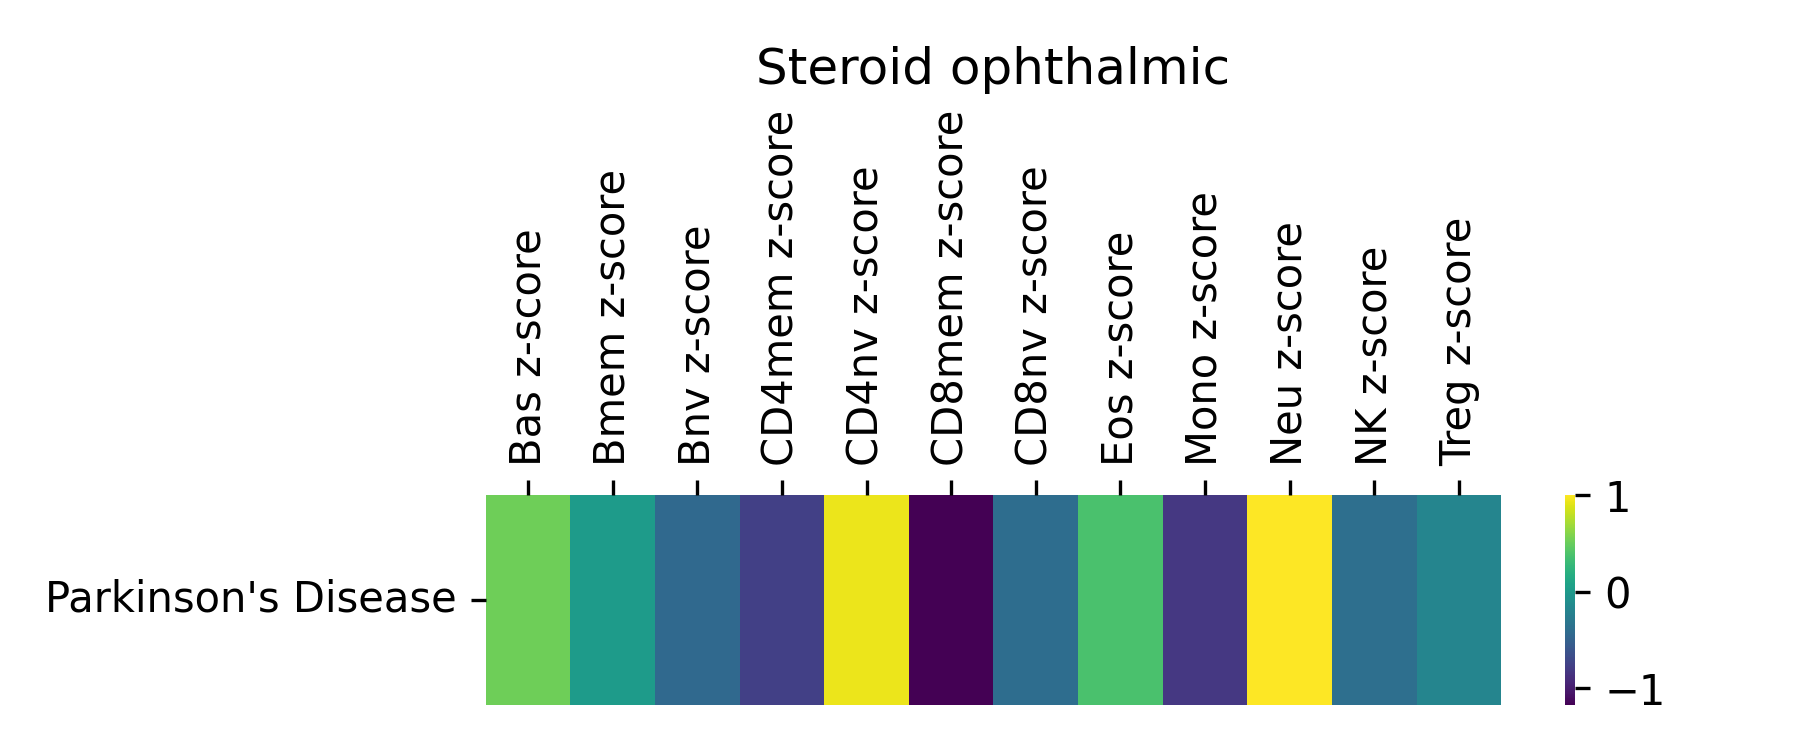 Steroid ophthalmic
Bas z-score
Bmem z-score
Bnv z-score
CD4mem z-score
CD4nv z-score
CD8mem z-score
CD8nv z-score
Eos z-score
Mono z-score
Neu z-score
NK z-score
Treg z-score
Parkinson's Disease
1
0
−1